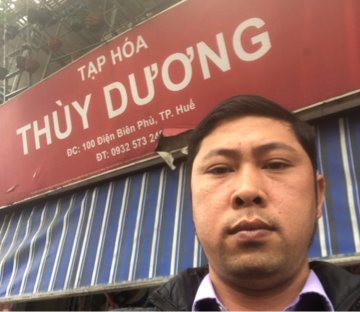 TẠP HÓA
THÙY DƯƠNG
ĐC: 100 Điện Biên Phủ, TP. Huế
ĐT: 0932 573